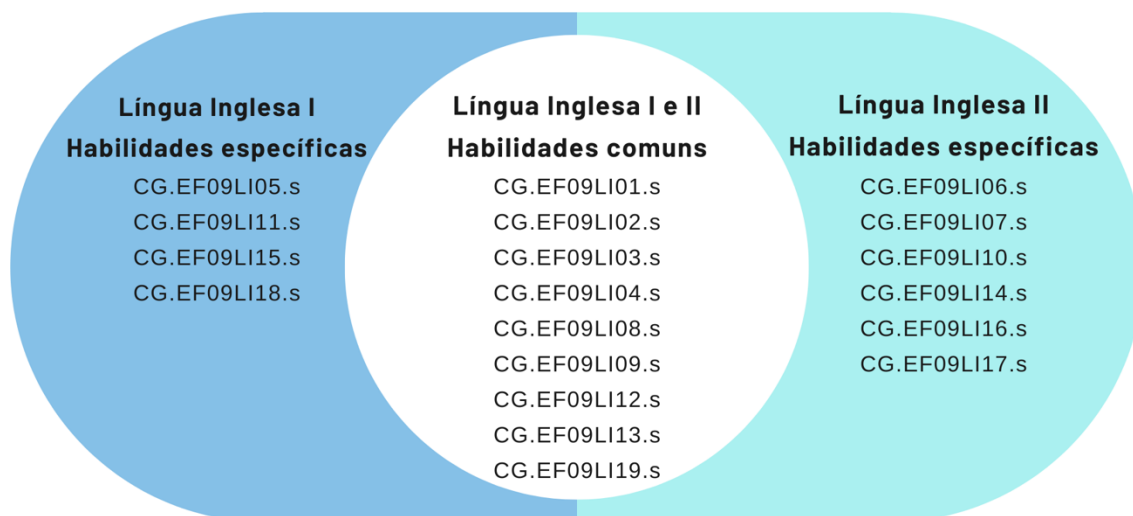 Língua Inglesa I
Habilidades específicas
CG.EF09LI05.s
CG.EF09LI11.s
CG.EF09LI15.s
CG.EF09LI18.s
Língua Inglesa I e II
Habilidades comuns
CG.EF09LI01.s
CG.EF09LI02.s
CG.EF09LI03.s
CG.EF09LI04.s
CG.EF09LI08.s
CG.EF09LI09.s
CG.EF09LI12.s
CG.EF09LI13.s
CG.EF09LI19.s
Língua Inglesa II
Habilidades específicas
CG.EF09LI06.s
CG.EF09LI07.s
CG.EF09LI10.s
CG.EF09LI14.s
CG.EF09LI16.s
CG.EF09LI17.s